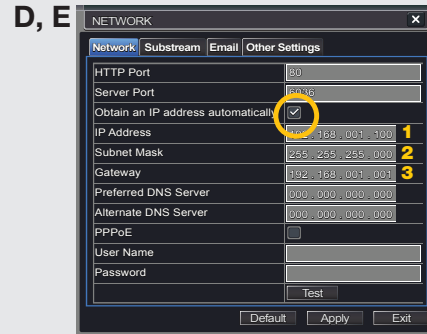 D, E
NETWORK X
Network Substream Email Other Settings
HTTP Port 80
Server Port 6036
Obtain an IP address automatically
IP Address 192 . 168 . 001 . 100 1
Subnet Mask 255 . 255 . 255 . 000 2
Gateway 192 . 168 . 001 . 001 3
Preferred DNS Server 000 . 000 . 000 . 000
Alternate DNS Server 000 . 000 . 000 . 000
PPPoE
User Name
Password
Test
Default Apply Exit